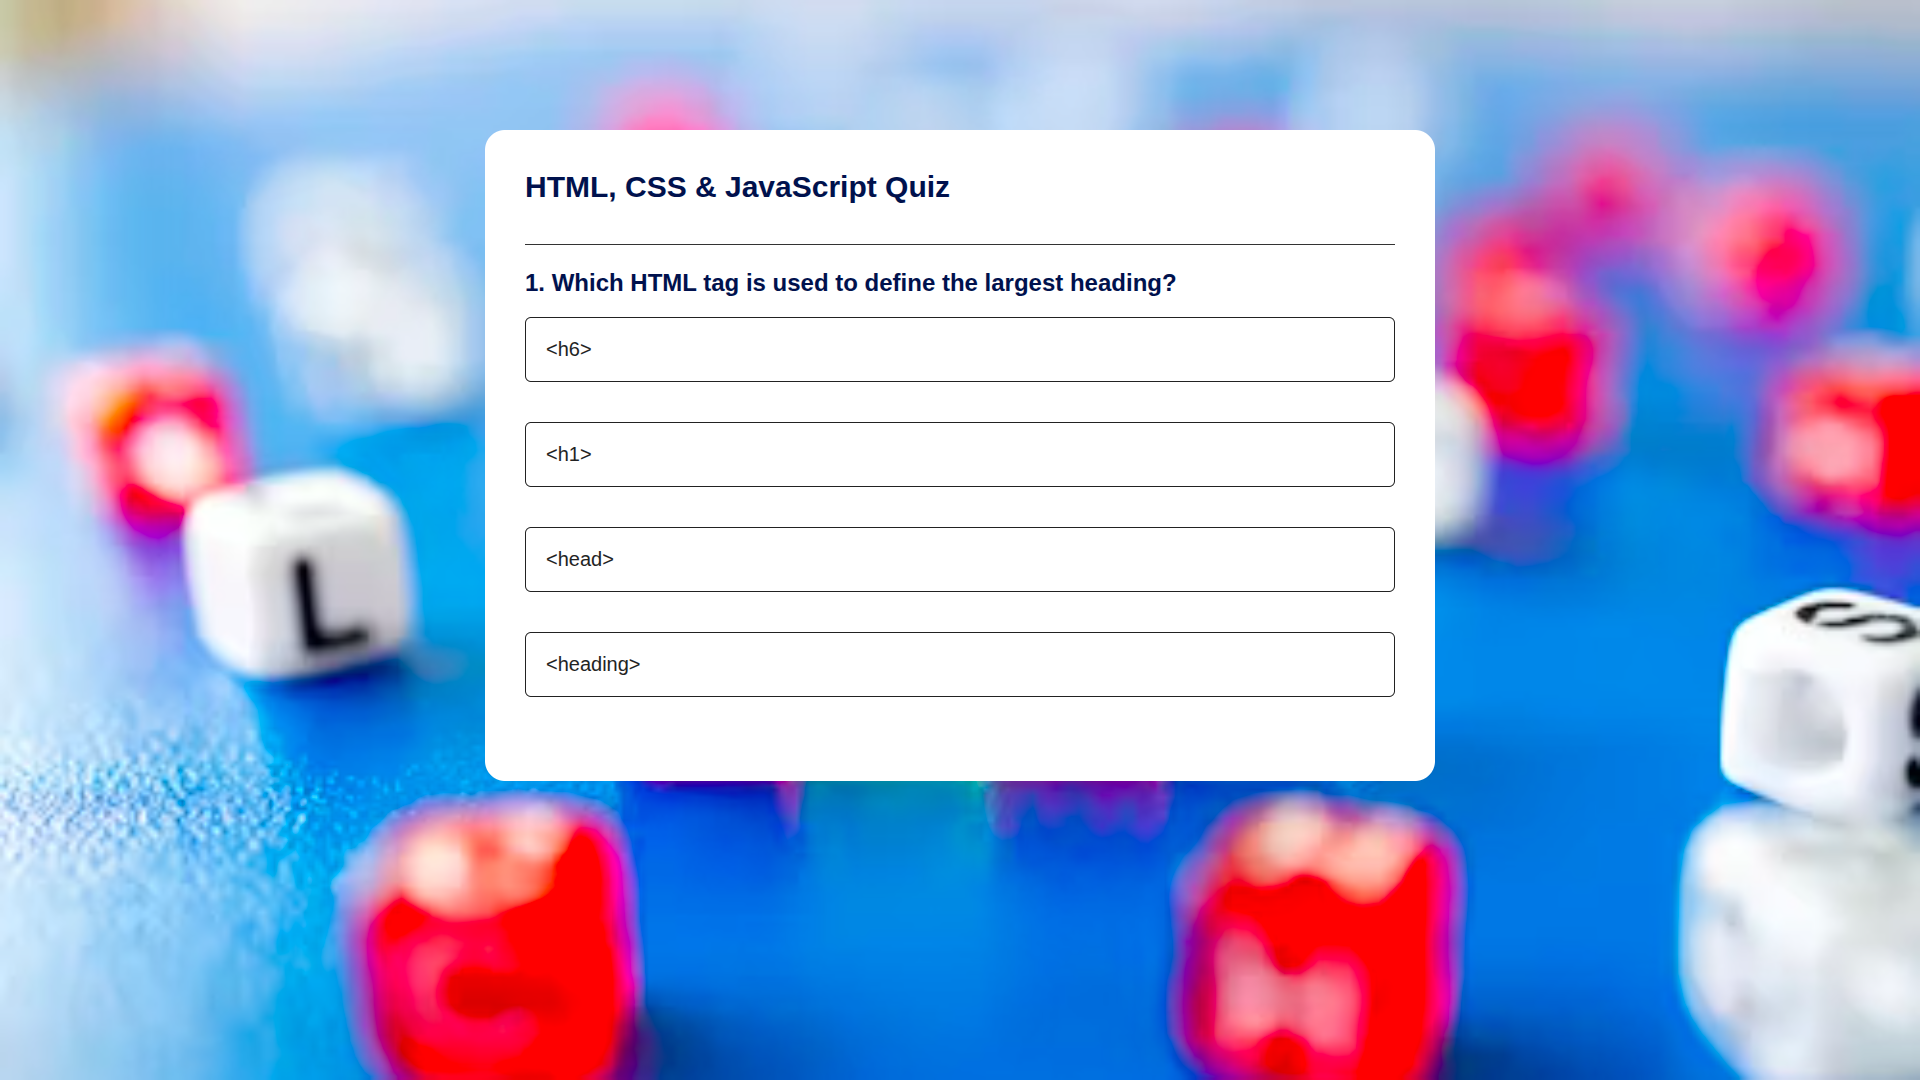 HTML, CSS & JavaScript Quiz
1. Which HTML tag is used to define the largest heading?
<h6>
<h1>
<head>
<heading>
L
S